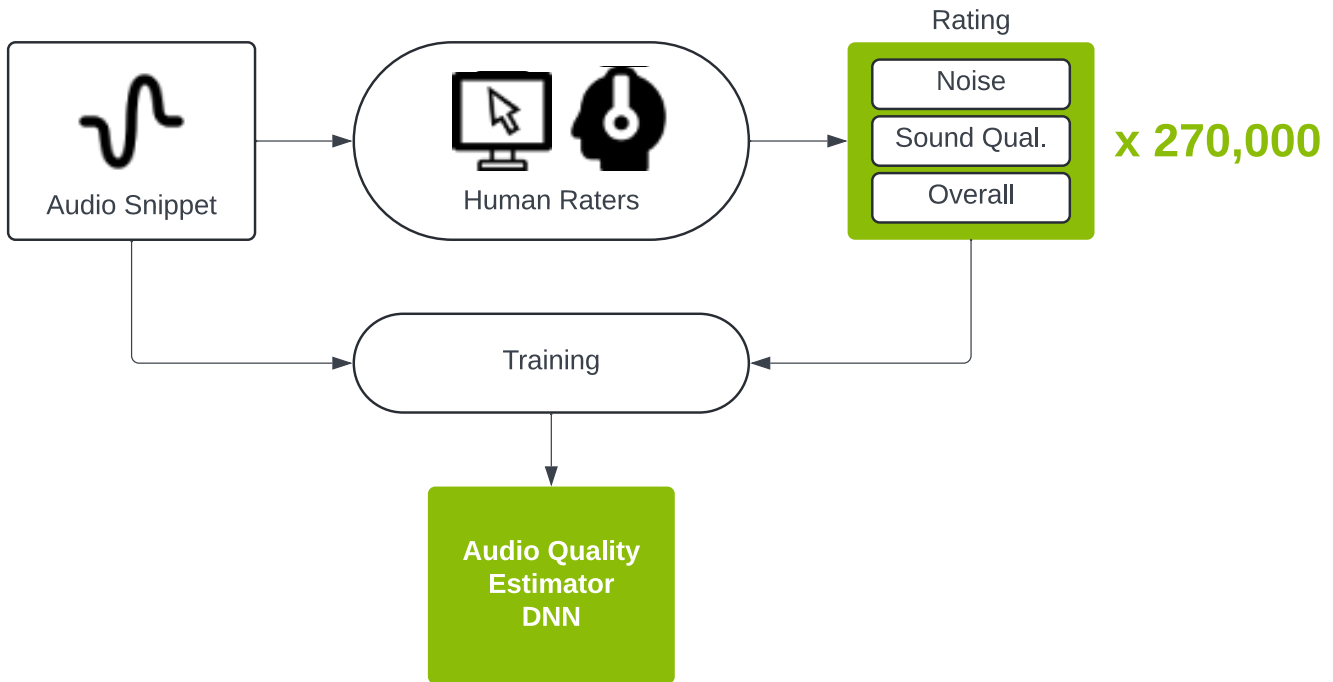 Rating
Audio Snippet
Human Raters
Noise
Sound Qual.
Overall
x 270,000
Training
Audio Quality
Estimator
DNN